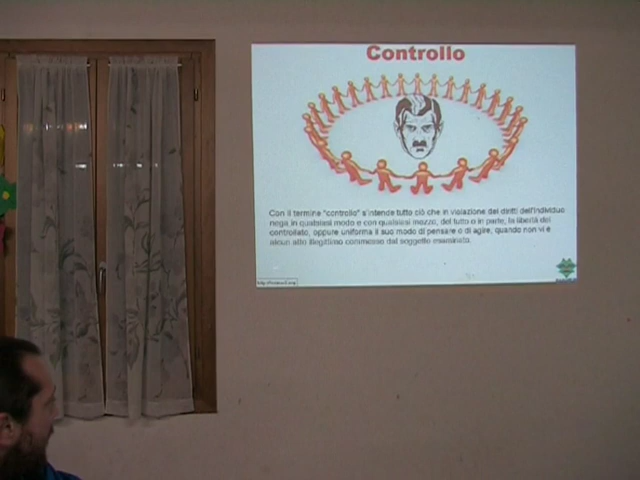 Controllo
Con il termine "controllo" s'intende tutto ciò che in violazione dei diritti dell'individuo
nega in qualsiasi modo e con qualsiasi mezzo, del tutto o in parte, la libertà del
controllato, oppure uniforma il suo modo di pensare o di agire, quando non vi è
alcun atto illegittimo commesso dal soggetto